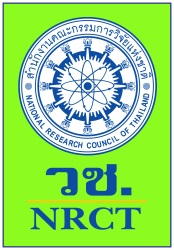 สำนักงานคณะกรรมการวิจัยแห่งชาติ
NATIONAL RESEARCH COUNCIL OF THAILAND
วช.
NRCT